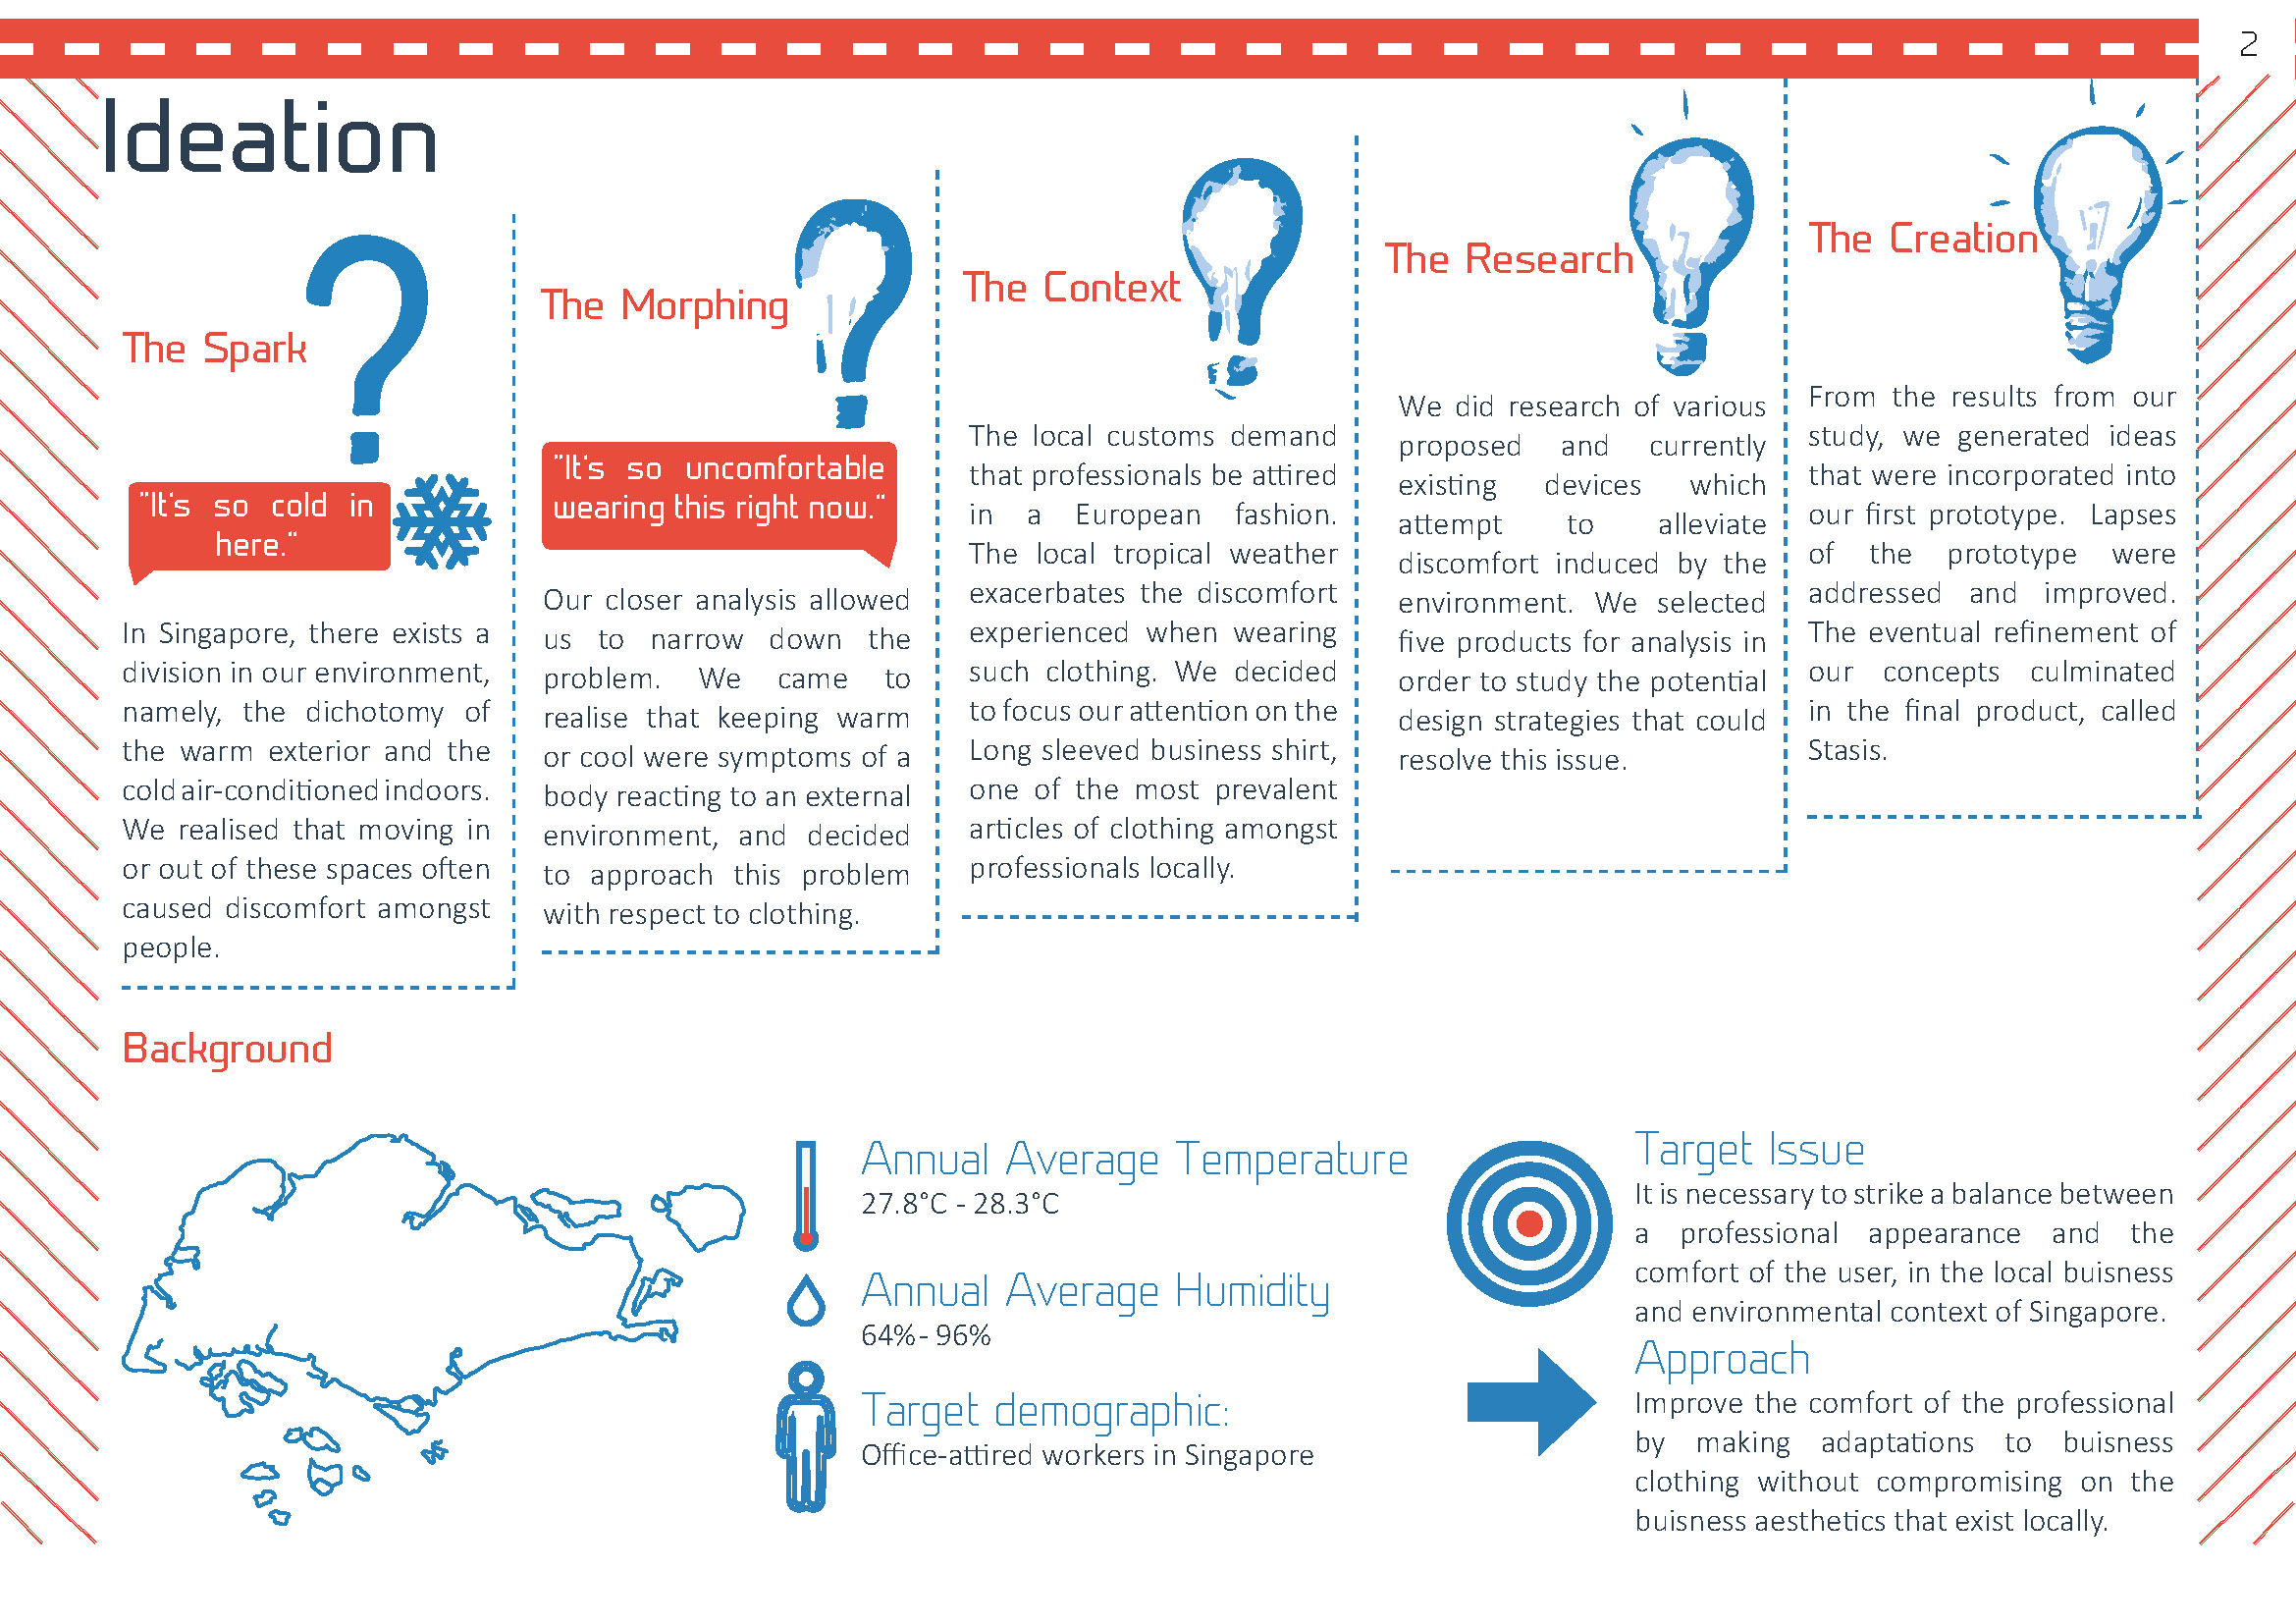 2
Ideation
The Spark
"It's so cold in
here."
In Singapore, there exists a
division in our environment,
namely, the dichotomy of
the warm exterior and the
cold air-conditioned indoors.
We realised that moving in
or out of these spaces often
caused discomfort amongst
people.
The Morphing
"It's so uncomfortable
wearing this right now."
Our closer analysis allowed
us to narrow down the
problem. We came to
realise that keeping warm
or cool were symptoms of a
body reacting to an external
environment, and decided
to approach this problem
with respect to clothing.
The Context
The local customs demand
that professionals be attired
in a European fashion.
The local tropical weather
exacerbates the discomfort
experienced when wearing
such clothing. We decided
to focus our attention on the
Long sleeved business shirt,
one of the most prevalent
articles of clothing amongst
professionals locally.
The Research
We did research of various
proposed and currently
existing devices which
attempt to alleviate
discomfort induced by the
environment. We selected
five products for analysis in
order to study the potential
design strategies that could
resolve this issue.
The Creation
From the results from our
study, we generated ideas
that were incorporated into
our first prototype. Lapses
of the prototype were
addressed and improved.
The eventual refinement of
our concepts culminated
in the final product, called
Stasis.
Background
Annual Average Temperature
27.8°C - 28.3°C
Annual Average Humidity
64% - 96%
Target demographic:
Office-attired workers in Singapore
Target Issue
It is necessary to strike a balance between
a professional appearance and the
comfort of the user, in the local buisness
and environmental context of Singapore.
Approach
Improve the comfort of the professional
by making adaptations to buisness
clothing without compromising on the
buisness aesthetics that exist locally.